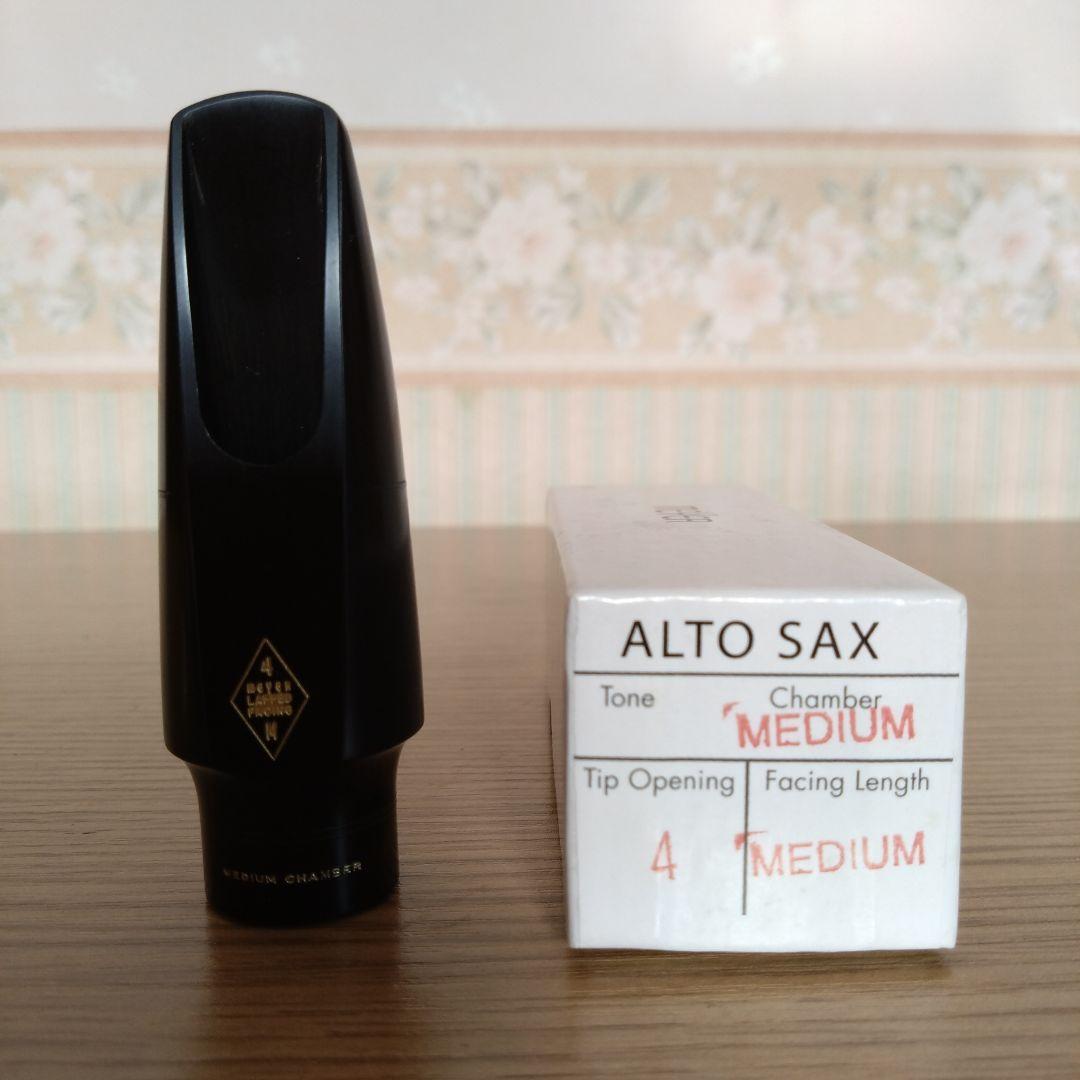 4
MEYER
LAPPED
FACING
M
MEDIUM CHAMBER
ALTO SAX
Tone Chamber
MEDIUM
Tip Opening Facing Length
4 MEDIUM